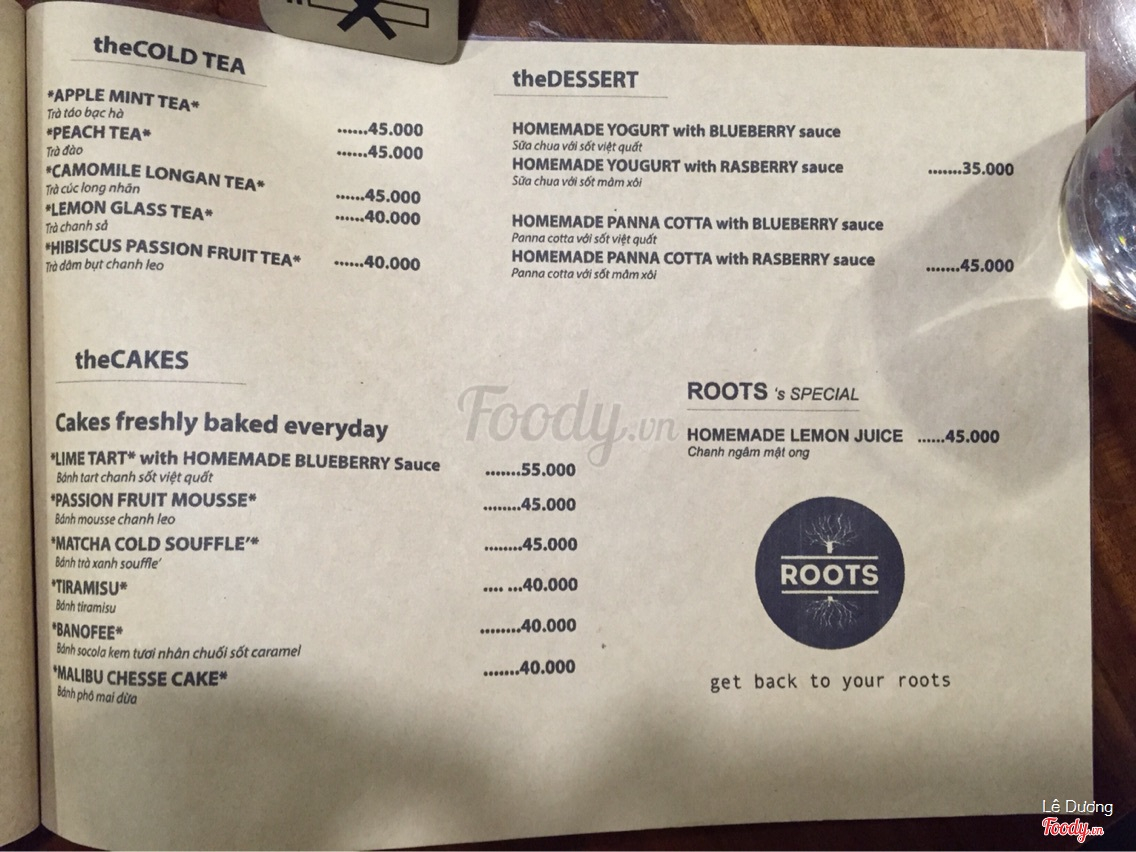 theCOLD TEA
*APPLE MINT TEA*
Trà táo bạc hà
......45.000
*PEACH TEA*
Trà đào
......45.000
*CAMOMILE LONGAN TEA*
Trà cúc long nhãn
......45.000
*LEMON GLASS TEA*
Trà chanh sả
......40.000
*HIBISCUS PASSION FRUIT TEA*
Trà dâm bụt chanh leo
......40.000
theDESSERT
HOMEMADE YOGURT with BLUEBERRY sauce
Sữa chua với sốt việt quất
HOMEMADE YOUGURT with RASBERRY sauce .......35.000
Sữa chua với sốt mâm xôi
HOMEMADE PANNA COTTA with BLUEBERRY sauce
Panna cotta với sốt việt quất
HOMEMADE PANNA COTTA with RASBERRY sauce .......45.000
Panna cotta với sốt mâm xôi
theCAKES
Cakes freshly baked everyday
*LIME TART* with HOMEMADE BLUEBERRY Sauce .......55.000
Bánh tart chanh sốt việt quất
*PASSION FRUIT MOUSSE* ........45.000
Bánh mousse chanh leo
*MATCHA COLD SOUFFLE'* ........45.000
Bánh trà xanh souffle'
*TIRAMISU* .... ...40.000
Bánh tiramisu
*BANOFEE* ........40.000
Bánh socola kem tươi nhân chuối sốt caramel
*MALIBU CHESSE CAKE* .......40.000
Bánh phô mai dừa
ROOTS 's SPECIAL
HOMEMADE LEMON JUICE ......45.000
Chanh ngâm mật ong
ROOTS
get back to your roots
Foody.vn
Lê Dương
Foody.vn